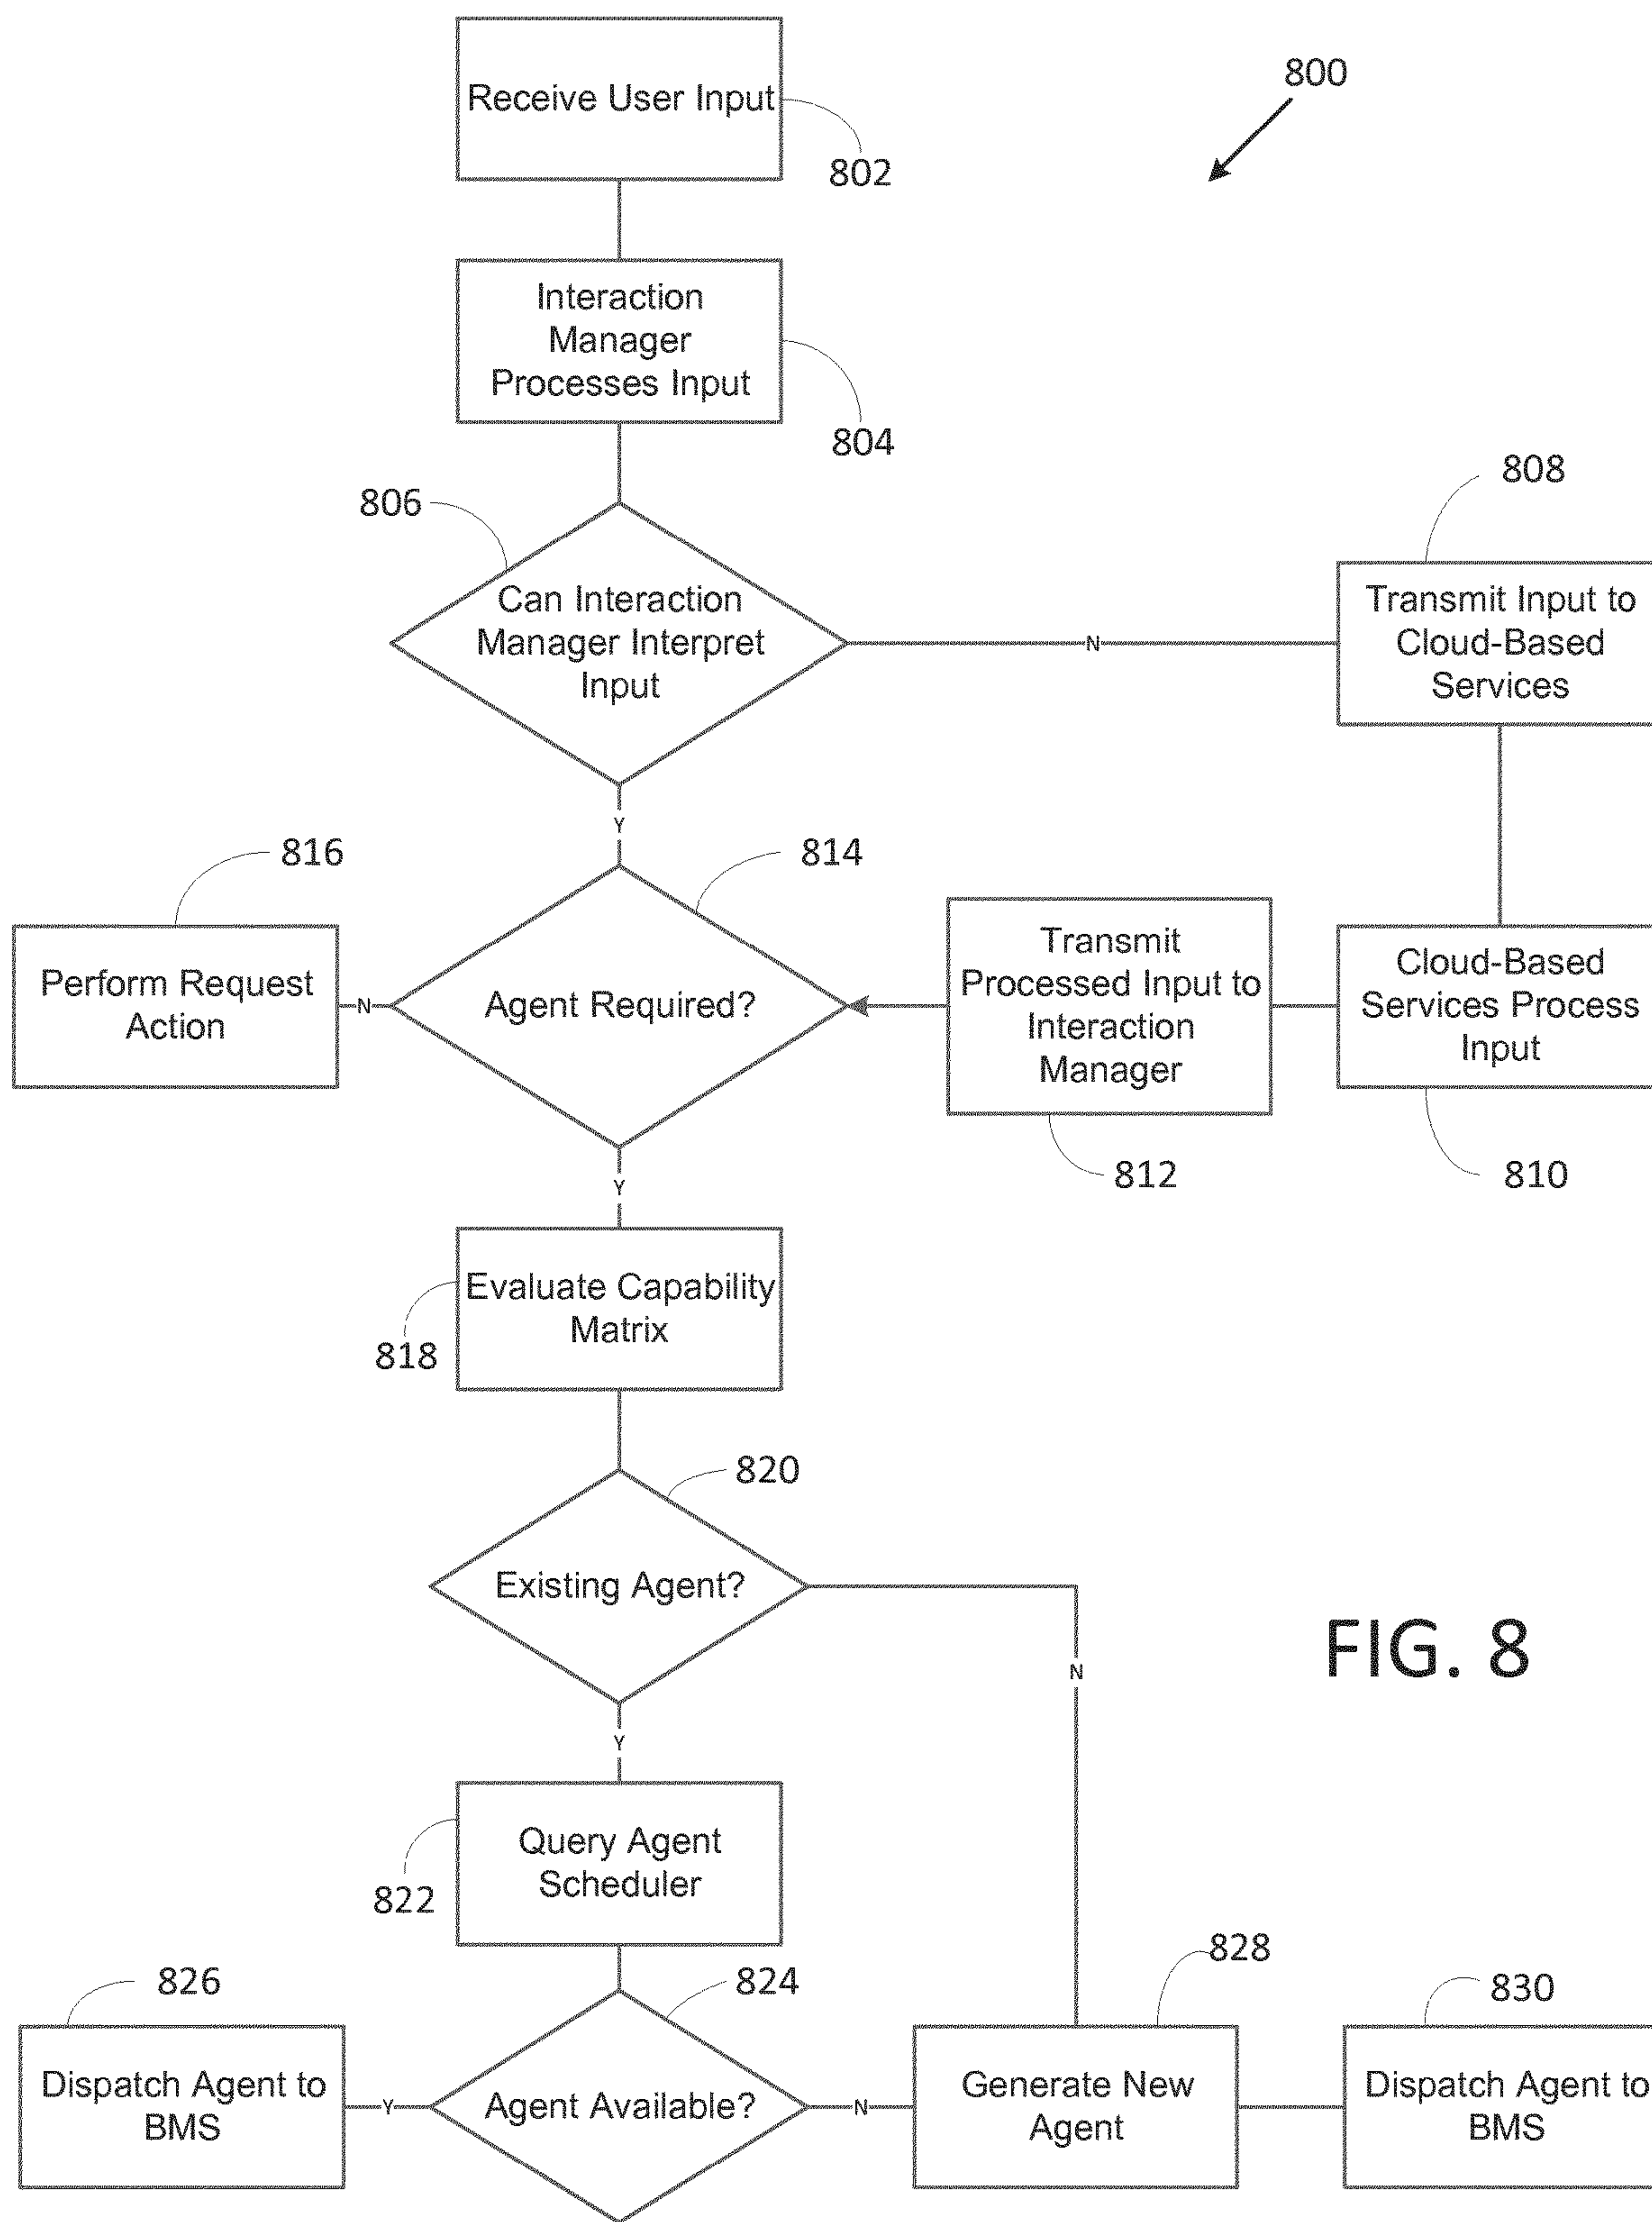 800
Receive User Input
802
Interaction
Manager
Processes Input
804
806
Can Interaction
Manager Interpret
Input
N
808
Transmit Input to
Cloud-Based
Services
Y
816
814
Perform Request
Action
N
Agent Required?
Transmit
Processed Input to
Interaction
Manager
812
Cloud-Based
Services Process
Input
810
Y
Evaluate Capability
Matrix
818
820
Existing Agent?
N
FIG. 8
Y
Query Agent
Scheduler
822
826
824
828
830
Dispatch Agent to
BMS
Y
Agent Available?
N
Generate New
Agent
Dispatch Agent to
BMS